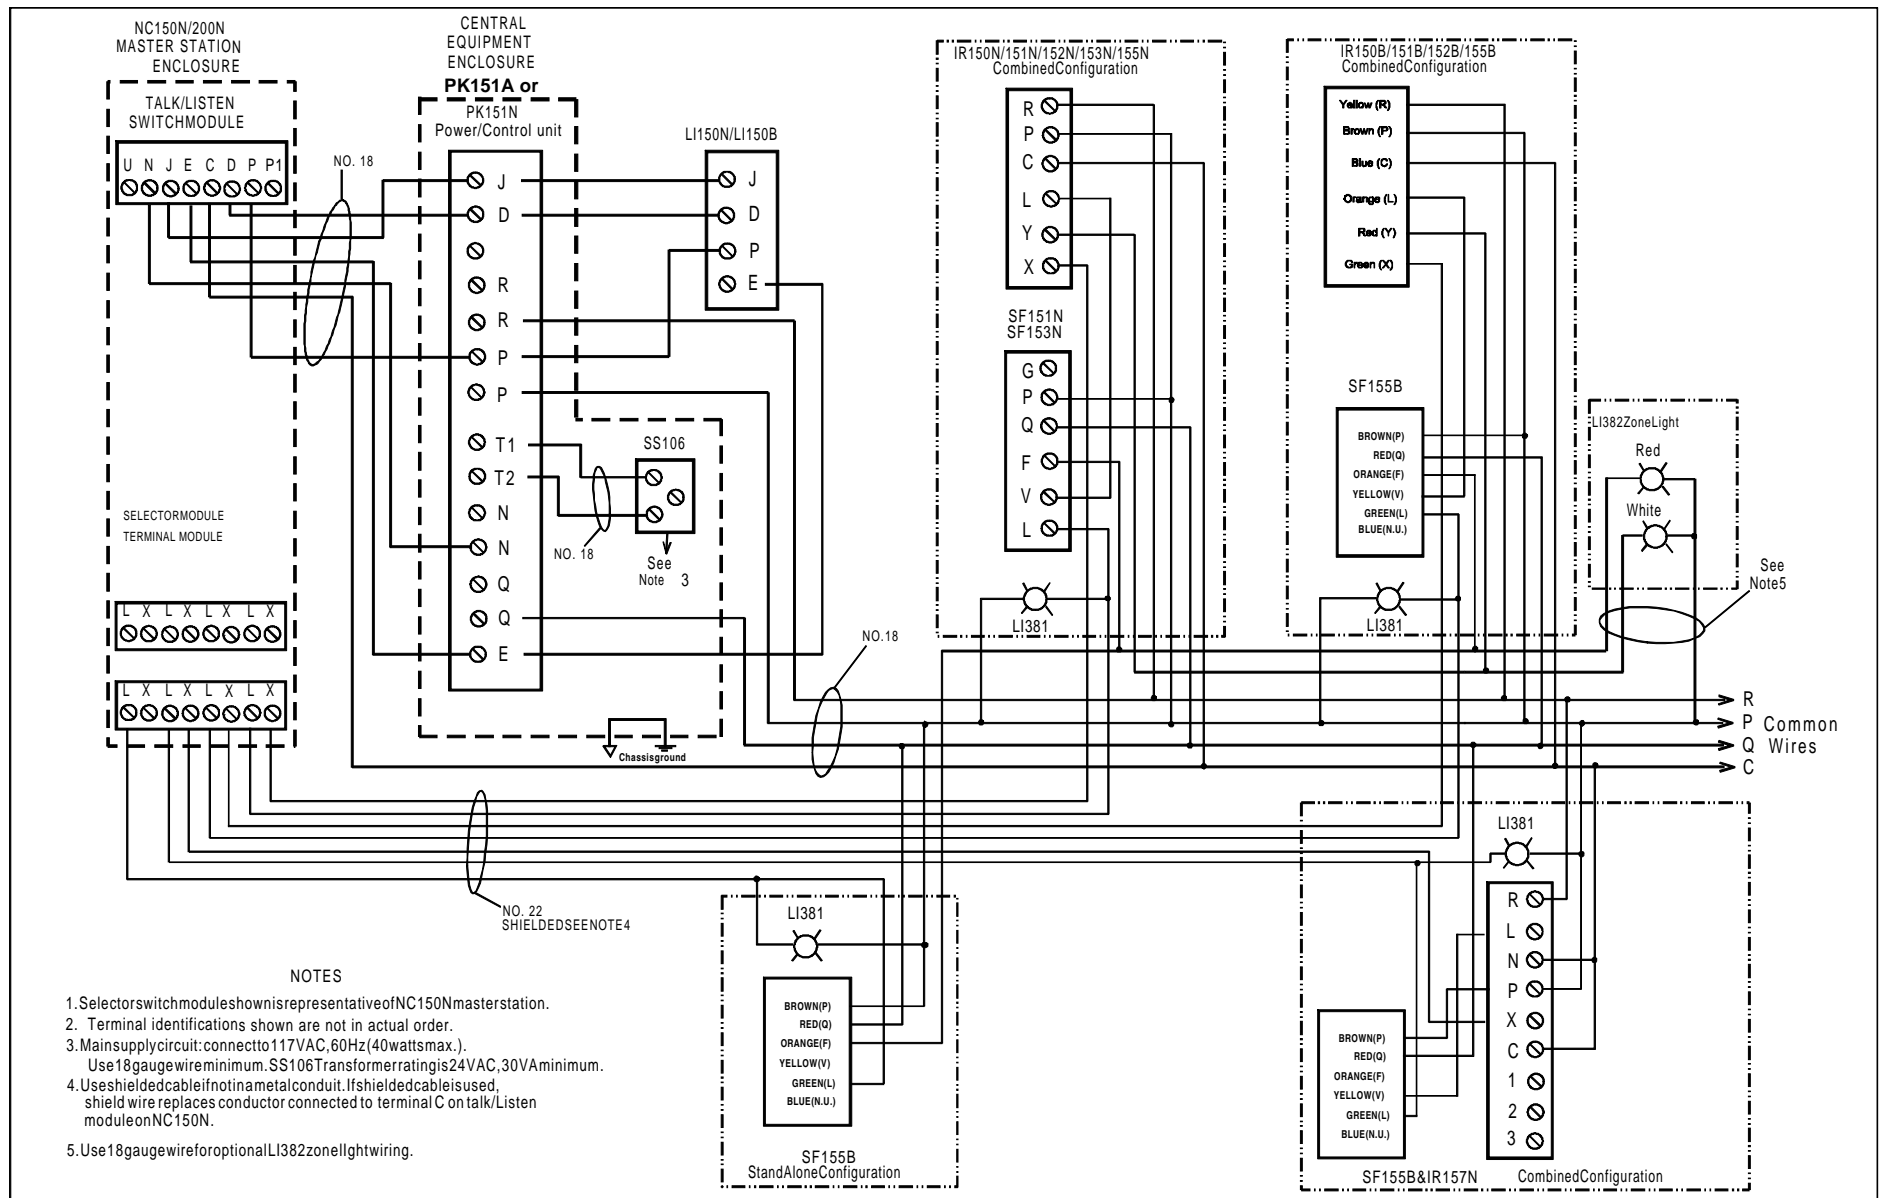 NC150N/200N
MASTER STATION
ENCLOSURE
TALK/LISTEN
SWITCHMODULE
U N J E C D P P1
SELECTORMODULE
TERMINAL MODULE
L X L X L X L X
L X L X L X L X
NO. 18
CENTRAL
EQUIPMENT
ENCLOSURE
PK151A or
PK151N
Power/Control unit
J
D
R
R
P
P
T1
T2
N
N
Q
Q
E
LI150N/LI150B
J
D
P
E
SS106
NO. 18
See
Note 3
Chassisground
NO.18
NO. 22
SHIELDEDSEENOTE4
IR150N/151N/152N/153N/155N
CombinedConfiguration
R
P
C
L
Y
X
SF151N
SF153N
G
P
Q
F
V
L
LI381
IR150B/151B/152B/155B
CombinedConfiguration
Yellow (R)
Brown (P)
Blue (C)
Orange (L)
Red (Y)
Green (X)
SF155B
BROWN(P)
RED(Q)
ORANGE(F)
YELLOW(V)
GREEN(L)
BLUE(N.U.)
LI381
LI382ZoneLight
Red
White
See
Note5
R
P Common
Q Wires
C
LI381
BROWN(P)
RED(Q)
ORANGE(F)
YELLOW(V)
GREEN(L)
BLUE(N.U.)
SF155B
StandAloneConfiguration
LI381
R
L
N
P
X
C
1
2
3
BROWN(P)
RED(Q)
ORANGE(F)
YELLOW(V)
GREEN(L)
BLUE(N.U.)
SF155B&IR157N CombinedConfiguration
NOTES
1.SelectorswitchmoduleshownisrepresentativeofNC150Nmasterstation.
2. Terminal identifications shown are not in actual order.
3.Mainsupplycircuit:connectto117VAC,60Hz(40wattsmax.).
Use18gaugewireminimum.SS106Transformerratingis24VAC,30VAminimum.
4.Useshieldedcableifnotinametalconduit.Ifshieldedcableisused,
shield wire replaces conductor connected to terminal C on talk/Listen
moduleonNC150N.
5.Use18gaugewireforoptionalLI382zonelIghtwiring.